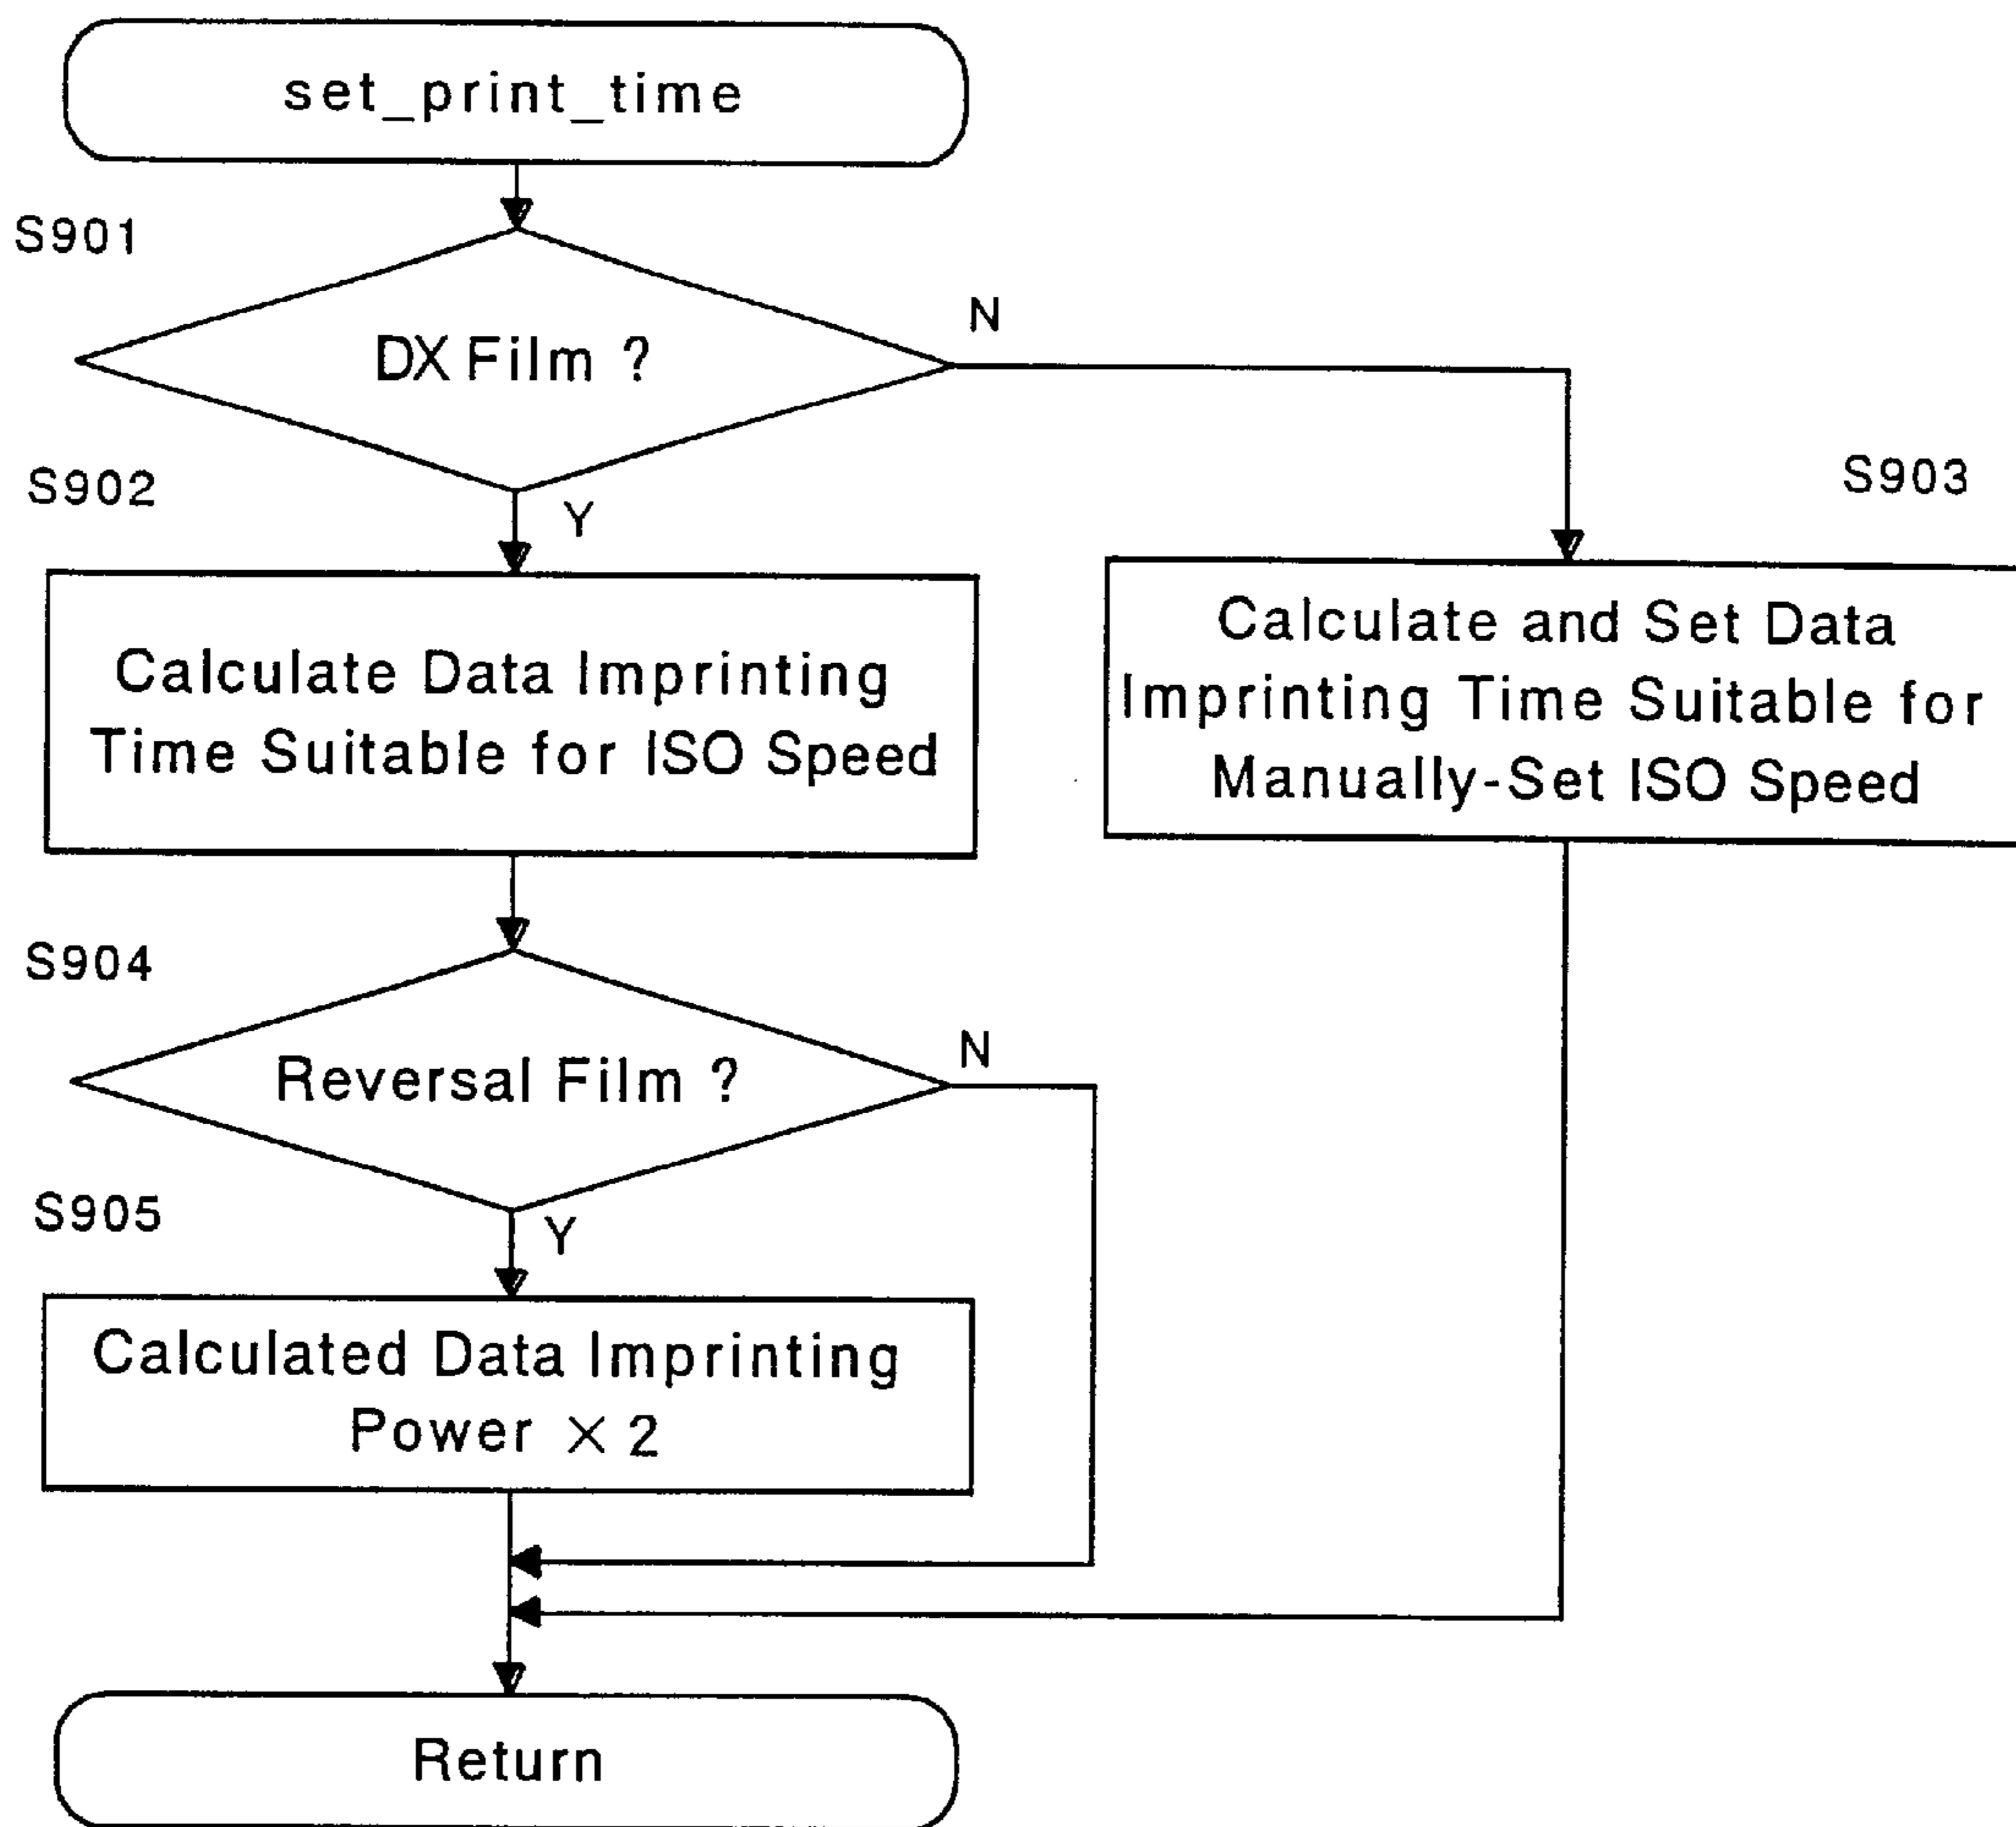 set_print_time
S901
DX Film ?
N
S902
Y
S903
Calculate Data Imprinting
Time Suitable for ISO Speed
Calculate and Set Data
Imprinting Time Suitable for
Manually-Set ISO Speed
S904
Reversal Film ?
N
S905
Y
Calculated Data Imprinting
Power × 2
Return